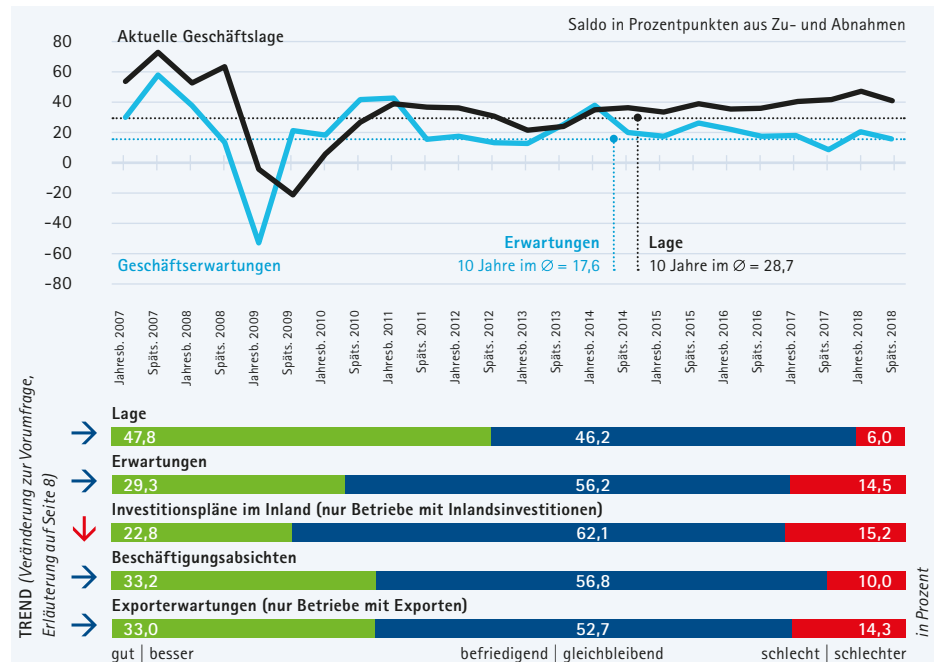 Saldo in Prozentpunkten aus Zu- und Abnahmen
Aktuelle Geschäftslage
80
60
40
20
0
-20
-40
-60
-80
Geschäftserwartungen
Erwartungen
10 Jahre im Ø = 17,6
Lage
10 Jahre im Ø = 28,7
Jahresb. 2007
Späts. 2007
Jahresb. 2008
Späts. 2008
Jahresb. 2009
Späts. 2009
Jahresb. 2010
Späts. 2010
Jahresb. 2011
Späts. 2011
Jahresb. 2012
Späts. 2012
Jahresb. 2013
Späts. 2013
Jahresb. 2014
Späts. 2014
Jahresb. 2015
Späts. 2015
Jahresb. 2016
Späts. 2016
Jahresb. 2017
Späts. 2017
Jahresb. 2018
Späts. 2018
TREND (Veränderung zur Vorumfrage,
Erläuterung auf Seite 8)
Lage
47,8 46,2 6,0
Erwartungen
29,3 56,2 14,5
Investitionspläne im Inland (nur Betriebe mit Inlandsinvestitionen)
22,8 62,1 15,2
Beschäftigungsabsichten
33,2 56,8 10,0
Exporterwartungen (nur Betriebe mit Exporten)
33,0 52,7 14,3
gut | besser befriedigend | gleichbleibend schlecht | schlechter
in Prozent